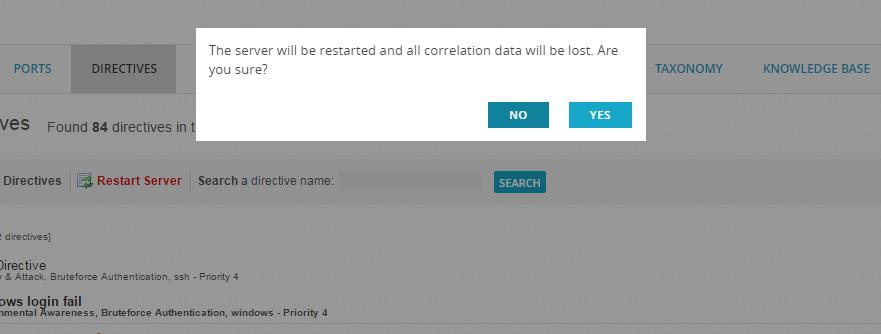 The server will be restarted and all correlation data will be lost. Are
you sure?
NO YES
PORTS DIRECTIVES TAXONOMY KNOWLEDGE BASE
ves Found 84 directives in t
Directives Restart Server Search a directive name: SEARCH
2 directives]
Directive
y & Attack, Bruteforce Authentication, ssh - Priority 4
ows login fail
nmental Awareness, Bruteforce Authentication, windows - Priority 4